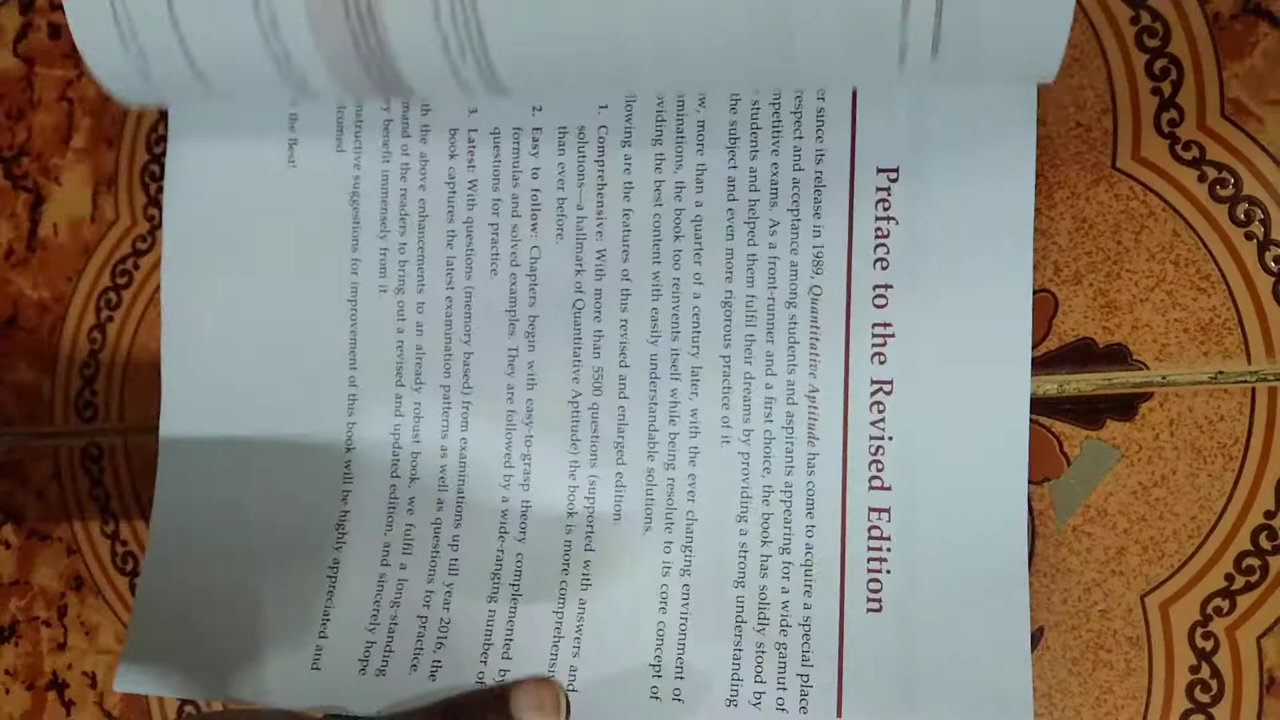 Preface to the Revised Edition
er since its release in 1989, Quantitative Aptitude has come to acquire a special place
respect and acceptance among students and aspirants appearing for a wide gamut of
mpetitive exams. As a front-runner and a first choice, the book has solidly stood by
students and helped them fulfil their dreams by providing a strong understanding
the subject and even more rigorous practice of it.
w, more than a quarter of a century later, with the ever changing environment of
aminations, the book too reinvents itself while being resolute to its core concept of
oviding the best content with easily understandable solutions.
llowing are the features of this revised and enlarged edition
1. Comprehensive: With more than 5500 questions (supported with answers and
solutions—a hallmark of Quantitative Aptitude) the book is more comprehensiv
than ever before.
2. Easy to follow: Chapters begin with easy-to-grasp theory complemented by
formulas and solved examples. They are followed by a wide-ranging number of
questions for practice.
3. Latest: With questions (memory based) from examinations up till year 2016, the
book captures the latest examination patterns as well as questions for practice.
th the above enhancements to an already robust book, we fulfil a long-standing
mand of the readers to bring out a revised and updated edition, and sincerely hope
y benefit immensely from it
nstructive suggestions for improvement of this book will be highly appreciated and
lcomed
the Best!